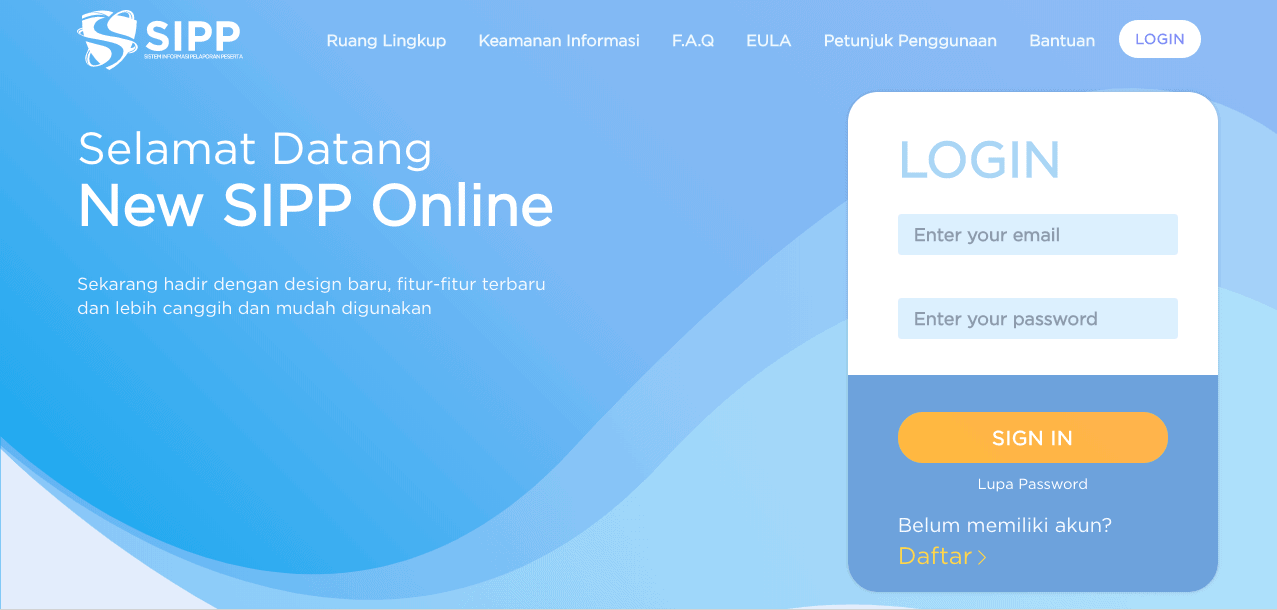 SIPP
SISTEM INFORMASI PELAPORAN PESERTA
Ruang Lingkup
Keamanan Informasi
F.A.Q
EULA
Petunjuk Penggunaan
Bantuan
LOGIN
Selamat Datang
New SIPP Online
Sekarang hadir dengan design baru, fitur-fitur terbaru
dan lebih canggih dan mudah digunakan
LOGIN
Enter your email
Enter your password
SIGN IN
Lupa Password
Belum memiliki akun?
Daftar >